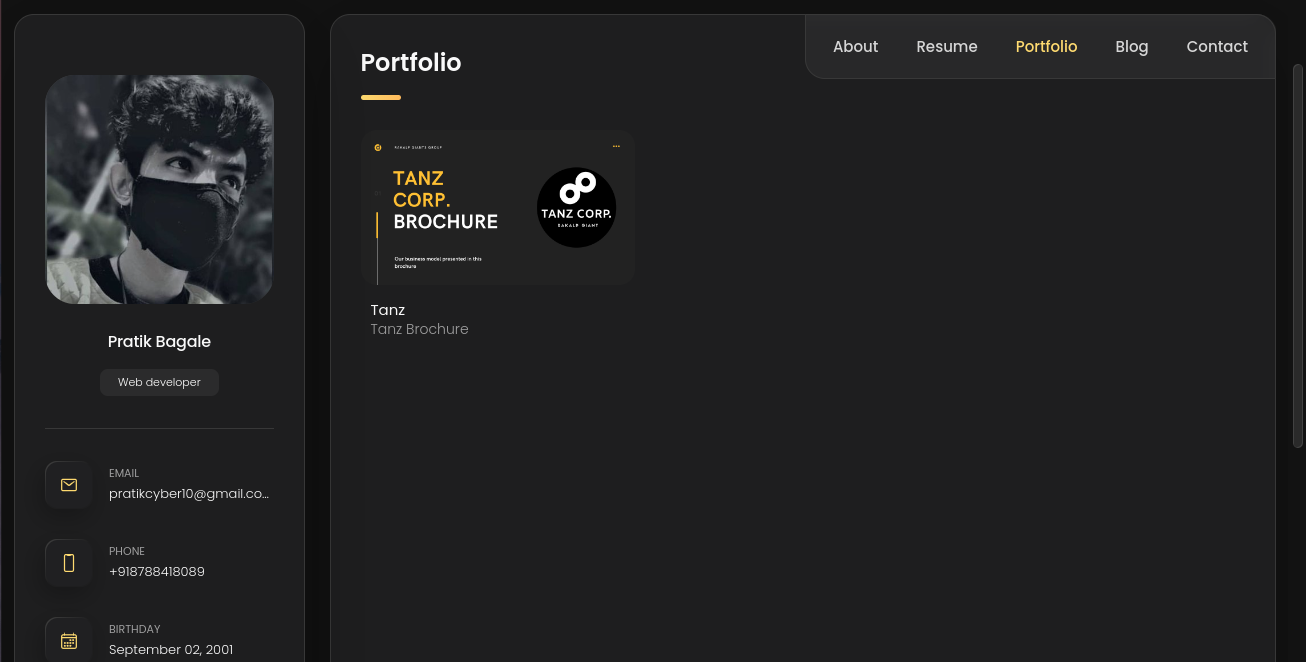 Pratik Bagale
Web developer
EMAIL
pratikcyber10@gmail.co...
PHONE
+918788418089
BIRTHDAY
September 02, 2001
About Resume Portfolio Blog Contact
Portfolio
SAKALP GIANTS GROUP
TANZ
CORP.
BROCHURE
Our business model presented in this
brochure
TANZ CORP.
SAKALP GIANT
Tanz
Tanz Brochure